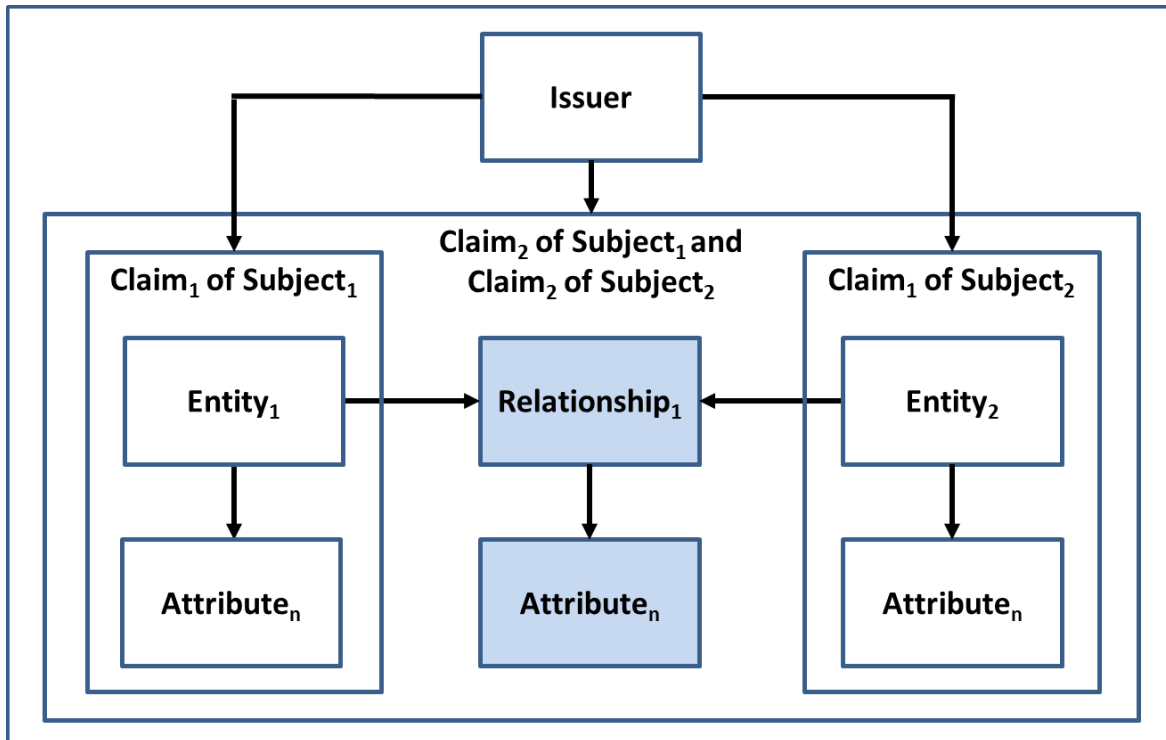 Issuer
Claim₂ of Subject₁ and
Claim₂ of Subject₂
Claim₁ of Subject₁
Claim₁ of Subject₂
Entity₁
Relationship₁
Entity₂
Attributeₙ
Attributeₙ
Attributeₙ